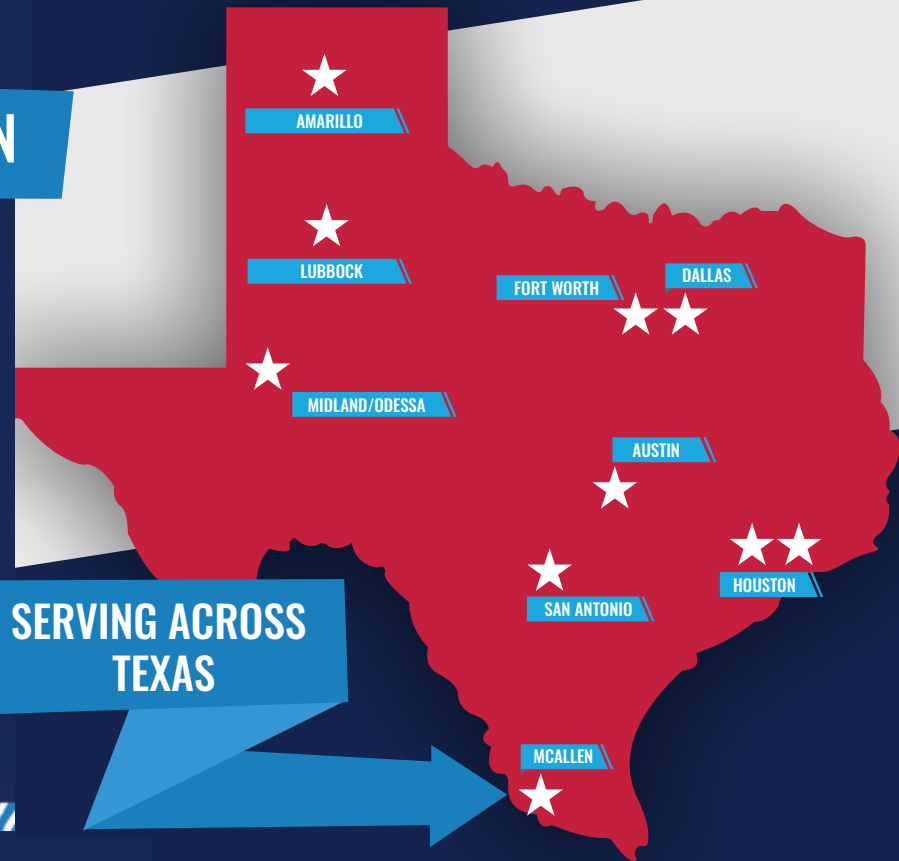 N
AMARILLO
LUBBOCK
FORT WORTH
DALLAS
MIDLAND/ODESSA
AUSTIN
HOUSTON
SAN ANTONIO
SERVING ACROSS
TEXAS
MCALLEN